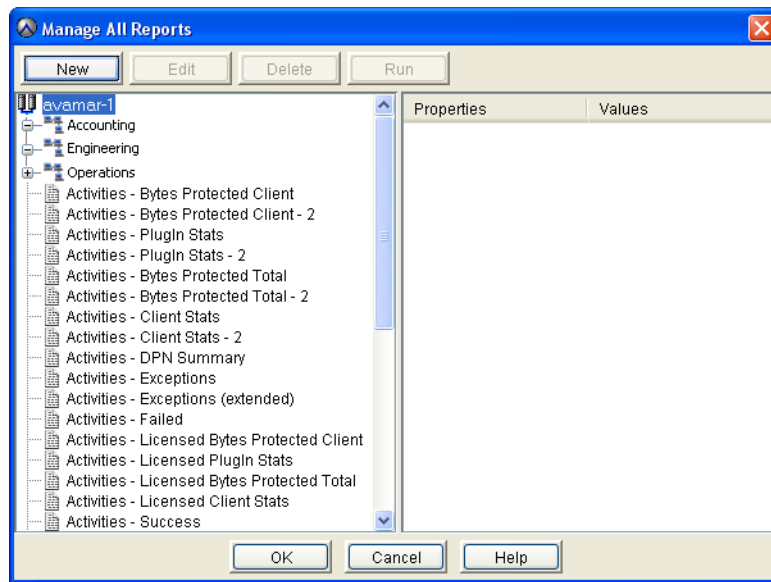 Manage All Reports
New Edit Delete Run
avamar-1
Accounting
Engineering
Operations
Activities - Bytes Protected Client
Activities - Bytes Protected Client - 2
Activities - PlugIn Stats
Activities - PlugIn Stats - 2
Activities - Bytes Protected Total
Activities - Bytes Protected Total - 2
Activities - Client Stats
Activities - Client Stats - 2
Activities - DPN Summary
Activities - Exceptions
Activities - Exceptions (extended)
Activities - Failed
Activities - Licensed Bytes Protected Client
Activities - Licensed PlugIn Stats
Activities - Licensed Bytes Protected Total
Activities - Licensed Client Stats
Activities - Success
Properties Values
OK Cancel Help